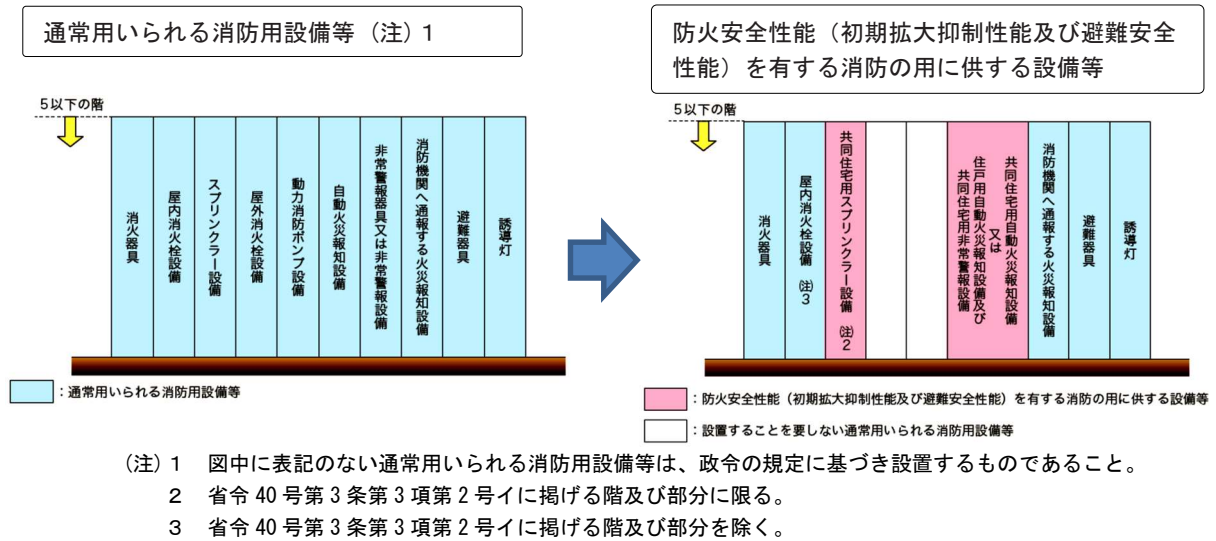 通常用いられる消防用設備等（注）1
5以下の階
消火器具
屋内消火栓設備
スプリンクラー設備
屋外消火栓設備
動力消防ポンプ設備
自動火災報知設備
非常警報器具又は非常警報設備
消防機関へ通報する火災報知設備
避難器具
誘導灯
：通常用いられる消防用設備等
防火安全性能（初期拡大抑制性能及び避難安全
性能）を有する消防の用に供する設備等
5以下の階
消火器具
屋内消火栓設備（注）3
共同住宅用スプリンクラー設備（注）2
共同住宅用自動火災報知設備
又は
住戸用自動火災報知設備及び
共同住宅用非常警報設備
消防機関へ通報する火災報知設備
避難器具
誘導灯
：防火安全性能（初期拡大抑制性能及び避難安全性能）を有する消防の用に供する設備等
：設置することを要しない通常用いられる消防用設備等
（注）1　図中に表記のない通常用いられる消防用設備等は、政令の規定に基づき設置するものであること。
2　省令40号第3条第3項第2号イに掲げる階及び部分に限る。
3　省令40号第3条第3項第2号イに掲げる階及び部分を除く。